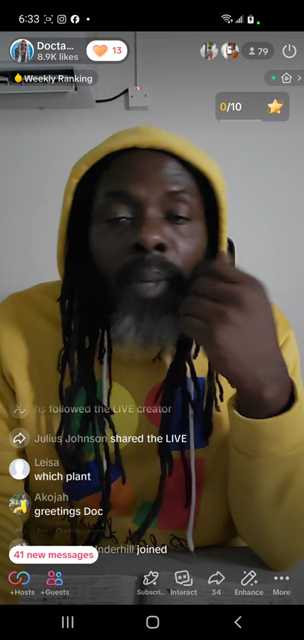 6:33
Docta...
8.9K likes
13
79
Weekly Ranking
0/10
hs followed the LIVE creator
Julius Johnson shared the LIVE
Leisa
which plant
Akojah
greetings Doc
41 new messages
nderhill joined
+Hosts
+Guests
Subscri...
Interact
34
Enhance
More